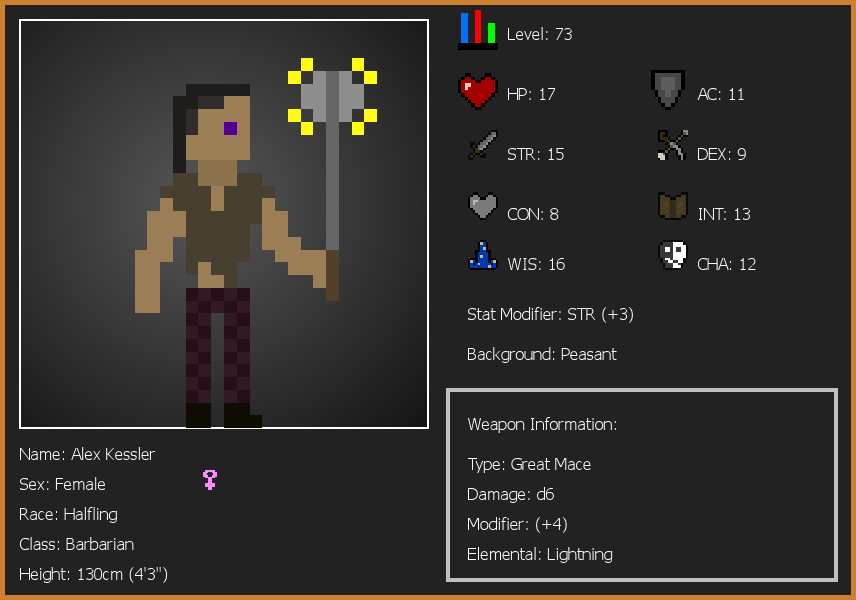 Level: 73
HP: 17
AC: 11
STR: 15
DEX: 9
CON: 8
INT: 13
WIS: 16
CHA: 12
Stat Modifier: STR (+3)
Background: Peasant
Weapon Information:
Type: Great Mace
Damage: d6
Modifier: (+4)
Elemental: Lightning
Name: Alex Kessler
Sex: Female
Race: Halfling
Class: Barbarian
Height: 130cm (4'3")